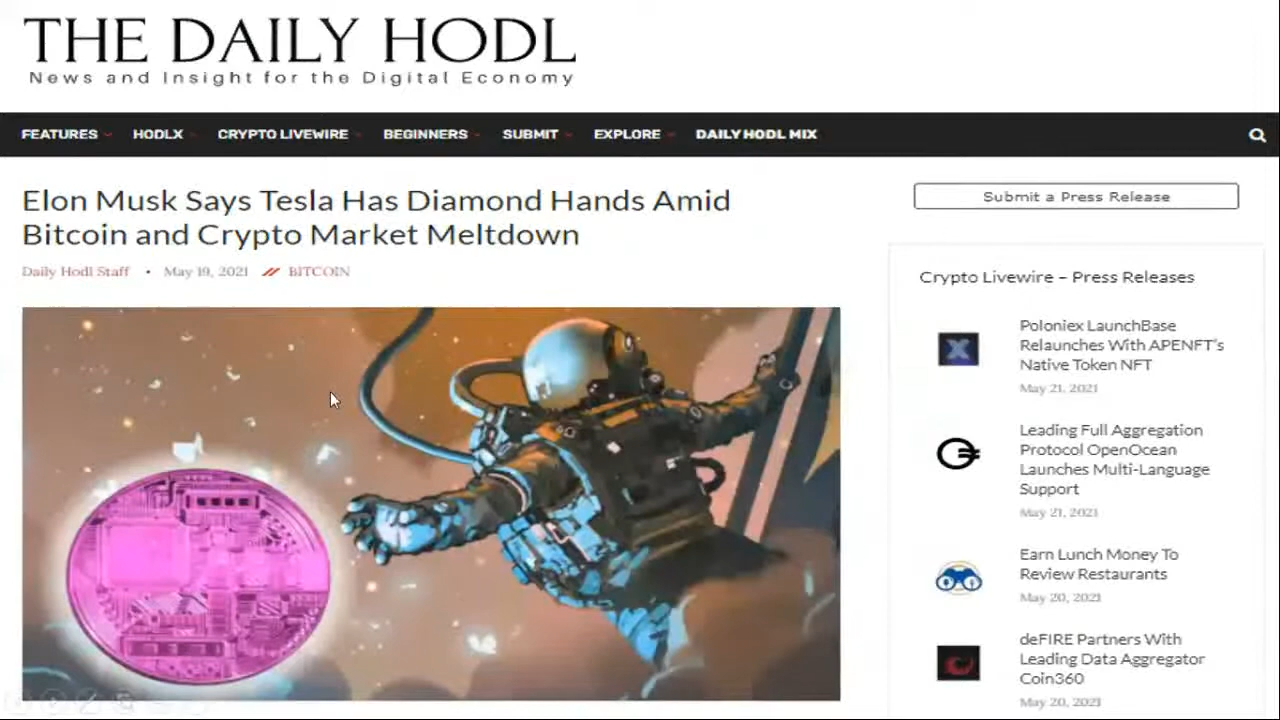 THE DAILY HODL
News and Insight for the Digital Economy
FEATURES HODLX CRYPTO LIVEWIRE BEGINNERS SUBMIT EXPLORE DAILY HODL MIX
Elon Musk Says Tesla Has Diamond Hands Amid
Bitcoin and Crypto Market Meltdown
Daily Hodl Staff • May 19, 2021 // BITCOIN
Submit a Press Release
Crypto Livewire – Press Releases
Poloniex LaunchBase
Relaunches With APENFT's
Native Token NFT
May 21, 2021
Leading Full Aggregation
Protocol OpenOcean
Launches Multi-Language
Support
May 21, 2021
Earn Lunch Money To
Review Restaurants
May 20, 2021
deFIRE Partners With
Leading Data Aggregator
Coin360
May 20, 2021